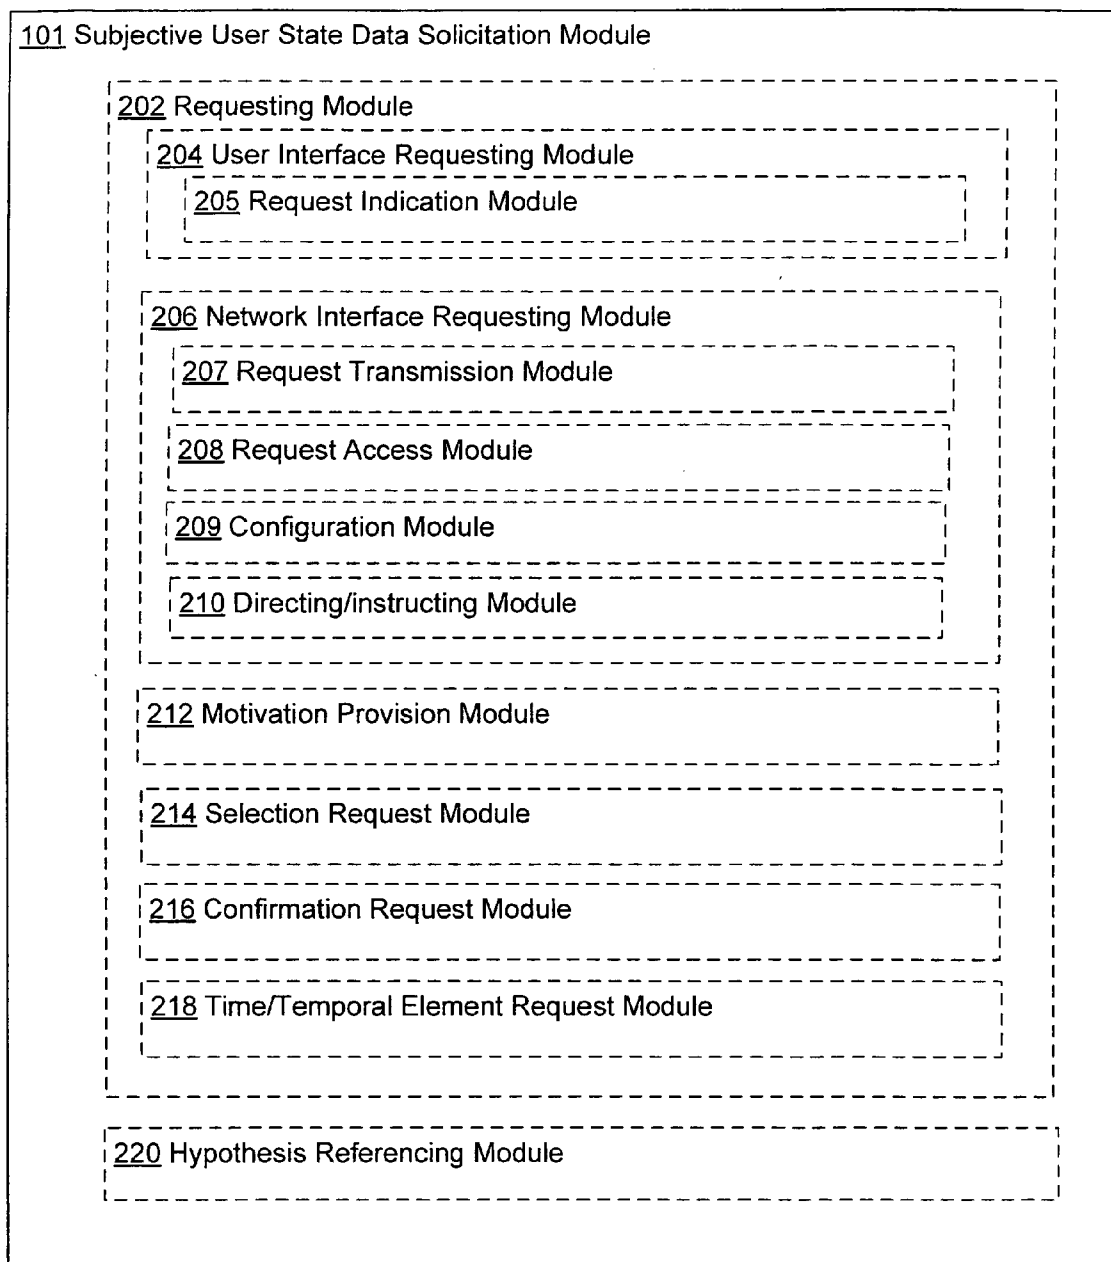 101 Subjective User State Data Solicitation Module
202 Requesting Module
204 User Interface Requesting Module
205 Request Indication Module
206 Network Interface Requesting Module
207 Request Transmission Module
208 Request Access Module
209 Configuration Module
210 Directing/instructing Module
212 Motivation Provision Module
214 Selection Request Module
216 Confirmation Request Module
218 Time/Temporal Element Request Module
220 Hypothesis Referencing Module